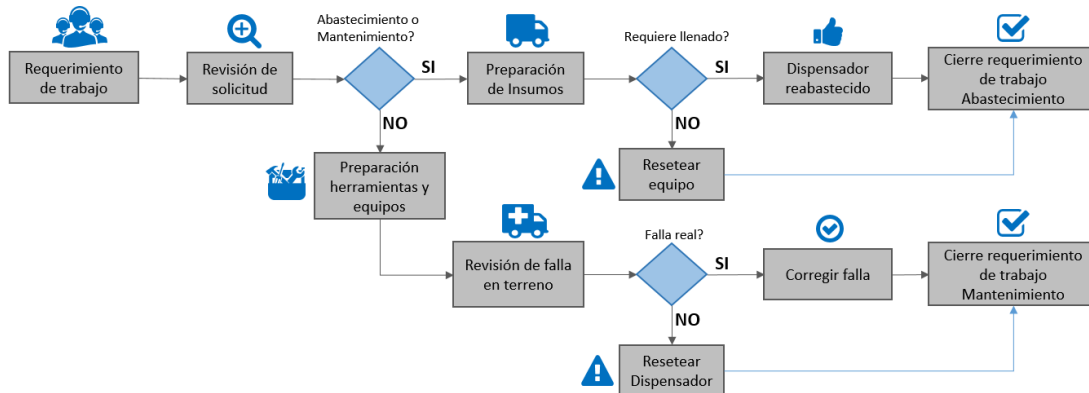 Requerimiento
de trabajo
Revisión de
solicitud
Abastecimiento o
Mantenimiento?
SI
NO
Preparación
de Insumos
Requiere llenado?
SI
NO
Dispensador
reabastecido
Cierre requerimiento
de trabajo
Abastecimiento
Resetear
equipo
Preparación
herramientas y
equipos
Revisión de falla
en terreno
Falla real?
SI
NO
Corregir falla
Cierre requerimiento
de trabajo
Mantenimiento
Resetear
Dispensador